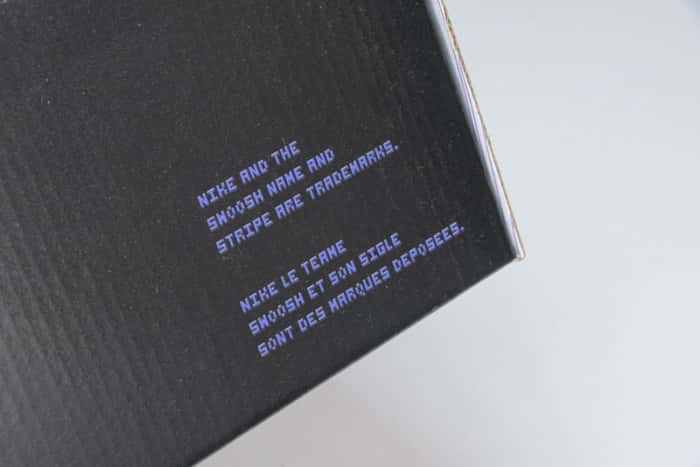 NIKE AND THE
SWOOSH NAME AND
STRIPE ARE TRADEMARKS.
NIKE LE TERME
SWOOSH ET SON SIGLE
SONT DES MARQUES DEPOSEES.